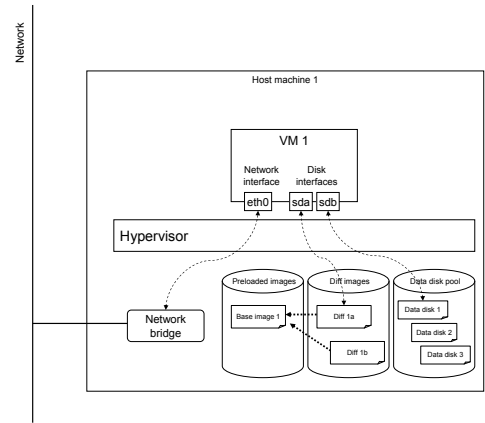 Network
Host machine 1
VM 1
Network
interface
Disk
interfaces
eth0
sda
sdb
Hypervisor
Preloaded images
Diff images
Data disk pool
Base image 1
Diff 1a
Diff 1b
Data disk 1
Data disk 2
Data disk 3
Network
bridge